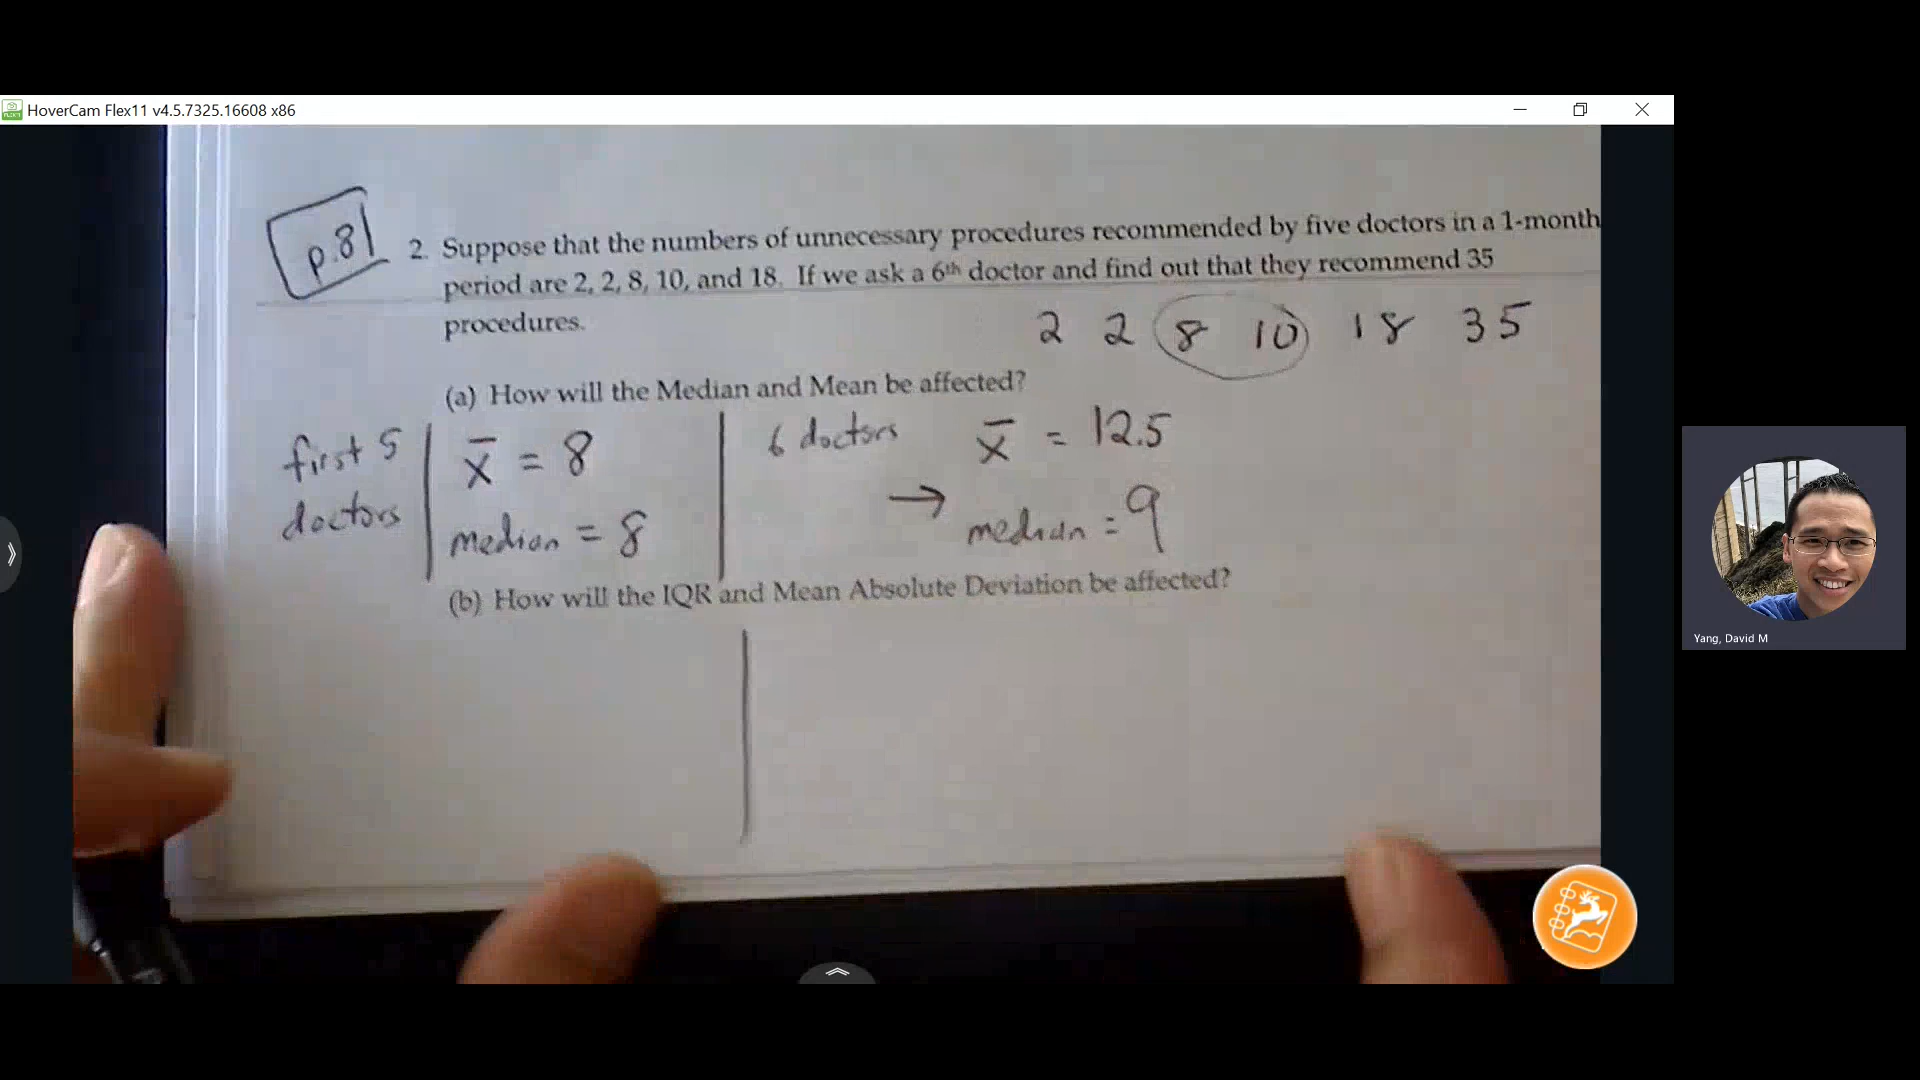 HoverCam Flex11 v4.5.7325.16608 x86
p.81
2. Suppose that the numbers of unnecessary procedures recommended by five doctors in a 1-month
period are 2, 2, 8, 10, and 18. If we ask a 6th doctor and find out that they recommend 35
procedures.
2 2 8 10 18 35
(a) How will the Median and Mean be affected?
first 5
doctors
x̄ = 8
median = 8
6 doctors
x̄ = 12.5
→ median = 9
(b) How will the IQR and Mean Absolute Deviation be affected?
Yang, David M